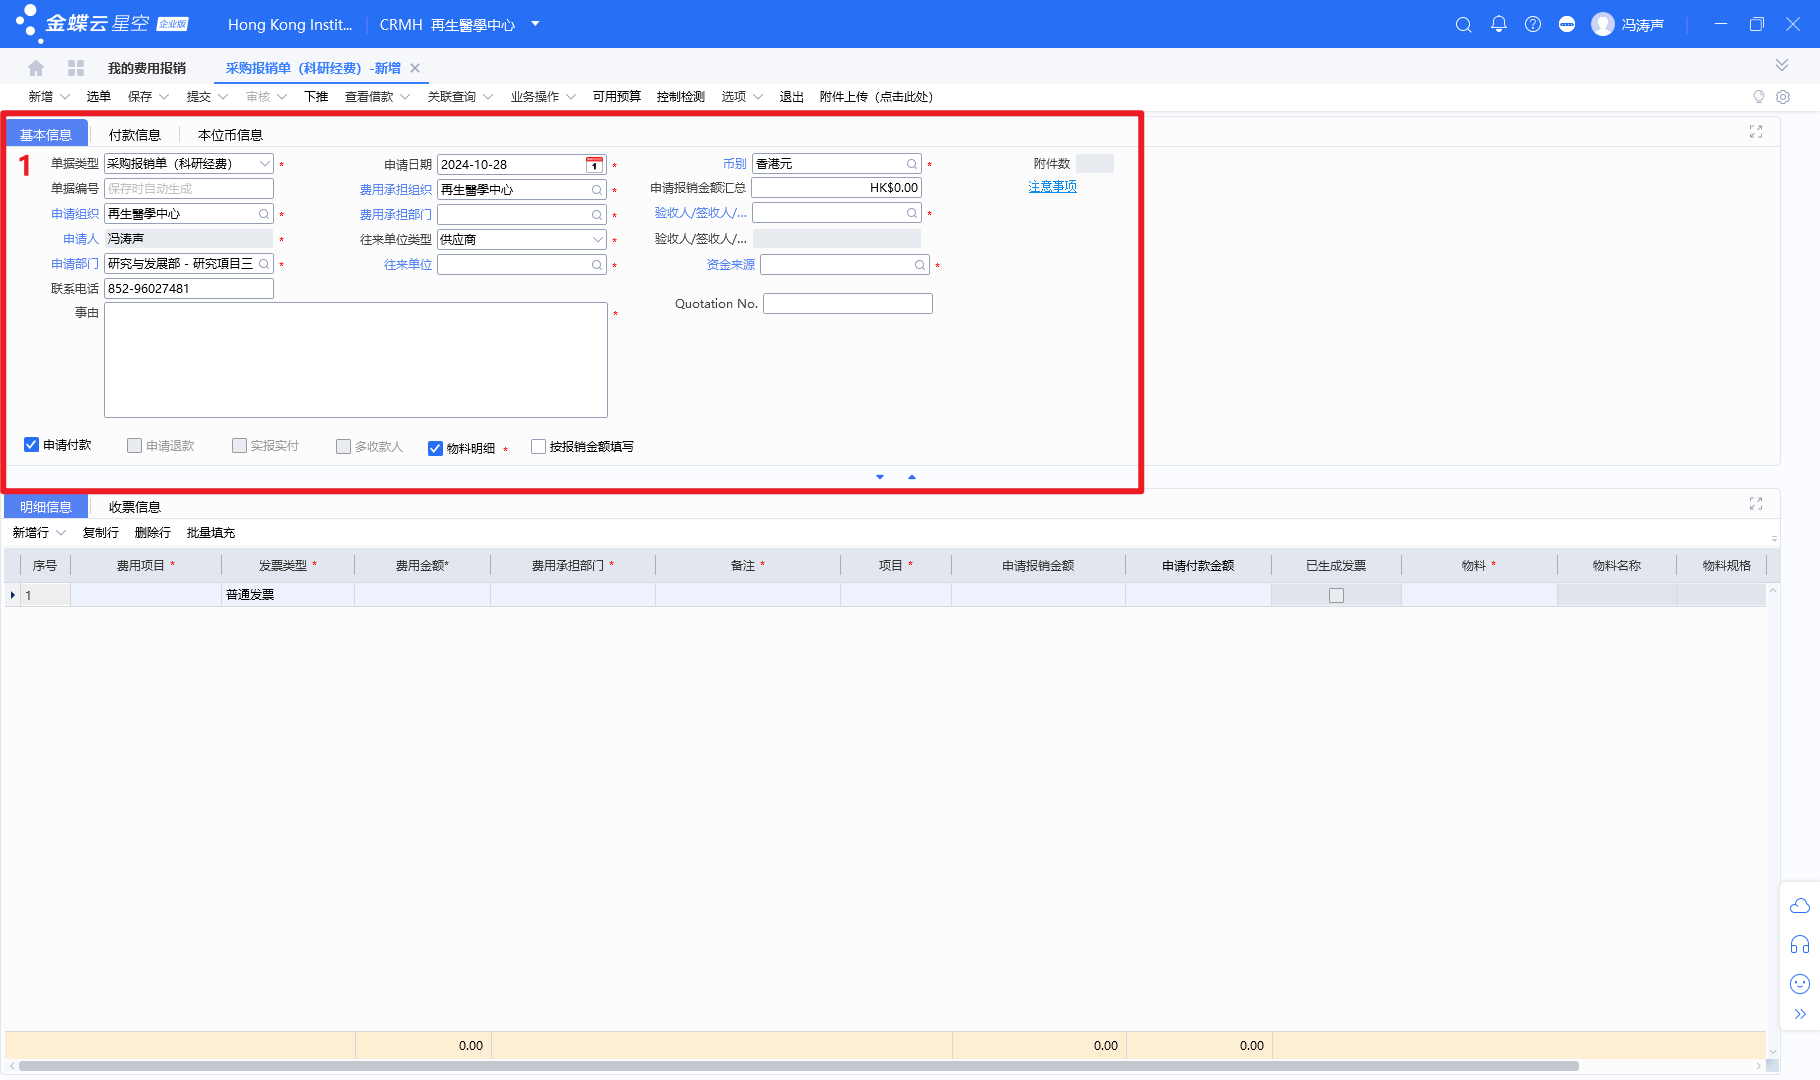 金蝶云 星空 企业版 Hong Kong Instit... CRMH 再生醫學中心 冯涛声
我的费用报销 采购报销单（科研经费）-新增
新增 选单 保存 提交 审核 下推 查看借款 关联查询 业务操作 可用预算 控制检测 选项 退出 附件上传（点击此处）
基本信息 付款信息 本位币信息
1
单据类型 采购报销单（科研经费） * 申请日期 2024-10-28 1 * 币别 香港元 * 附件数
单据编号 保存时自动生成 费用承担组织 再生醫學中心 * 申请报销金额汇总 HK$0.00 注意事项
申请组织 再生醫學中心 * 费用承担部门 * 验收人/签收人/... *
申请人 冯涛声 * 往来单位类型 供应商 * 验收人/签收人/...
申请部门 研究与发展部 - 研究項目三 * 往来单位 * 资金来源 *
联系电话 852-96027481
事由 * Quotation No.
申请付款 申请退款 实报实付 多收款人 物料明细 * 按报销金额填写
明细信息 收票信息
新增行 复制行 删除行 批量填充
序号 费用项目 * 发票类型 * 费用金额* 费用承担部门 * 备注 * 项目 * 申请报销金额 申请付款金额 已生成发票 物料 * 物料名称 物料规格
1 普通发票
0.00 0.00 0.00